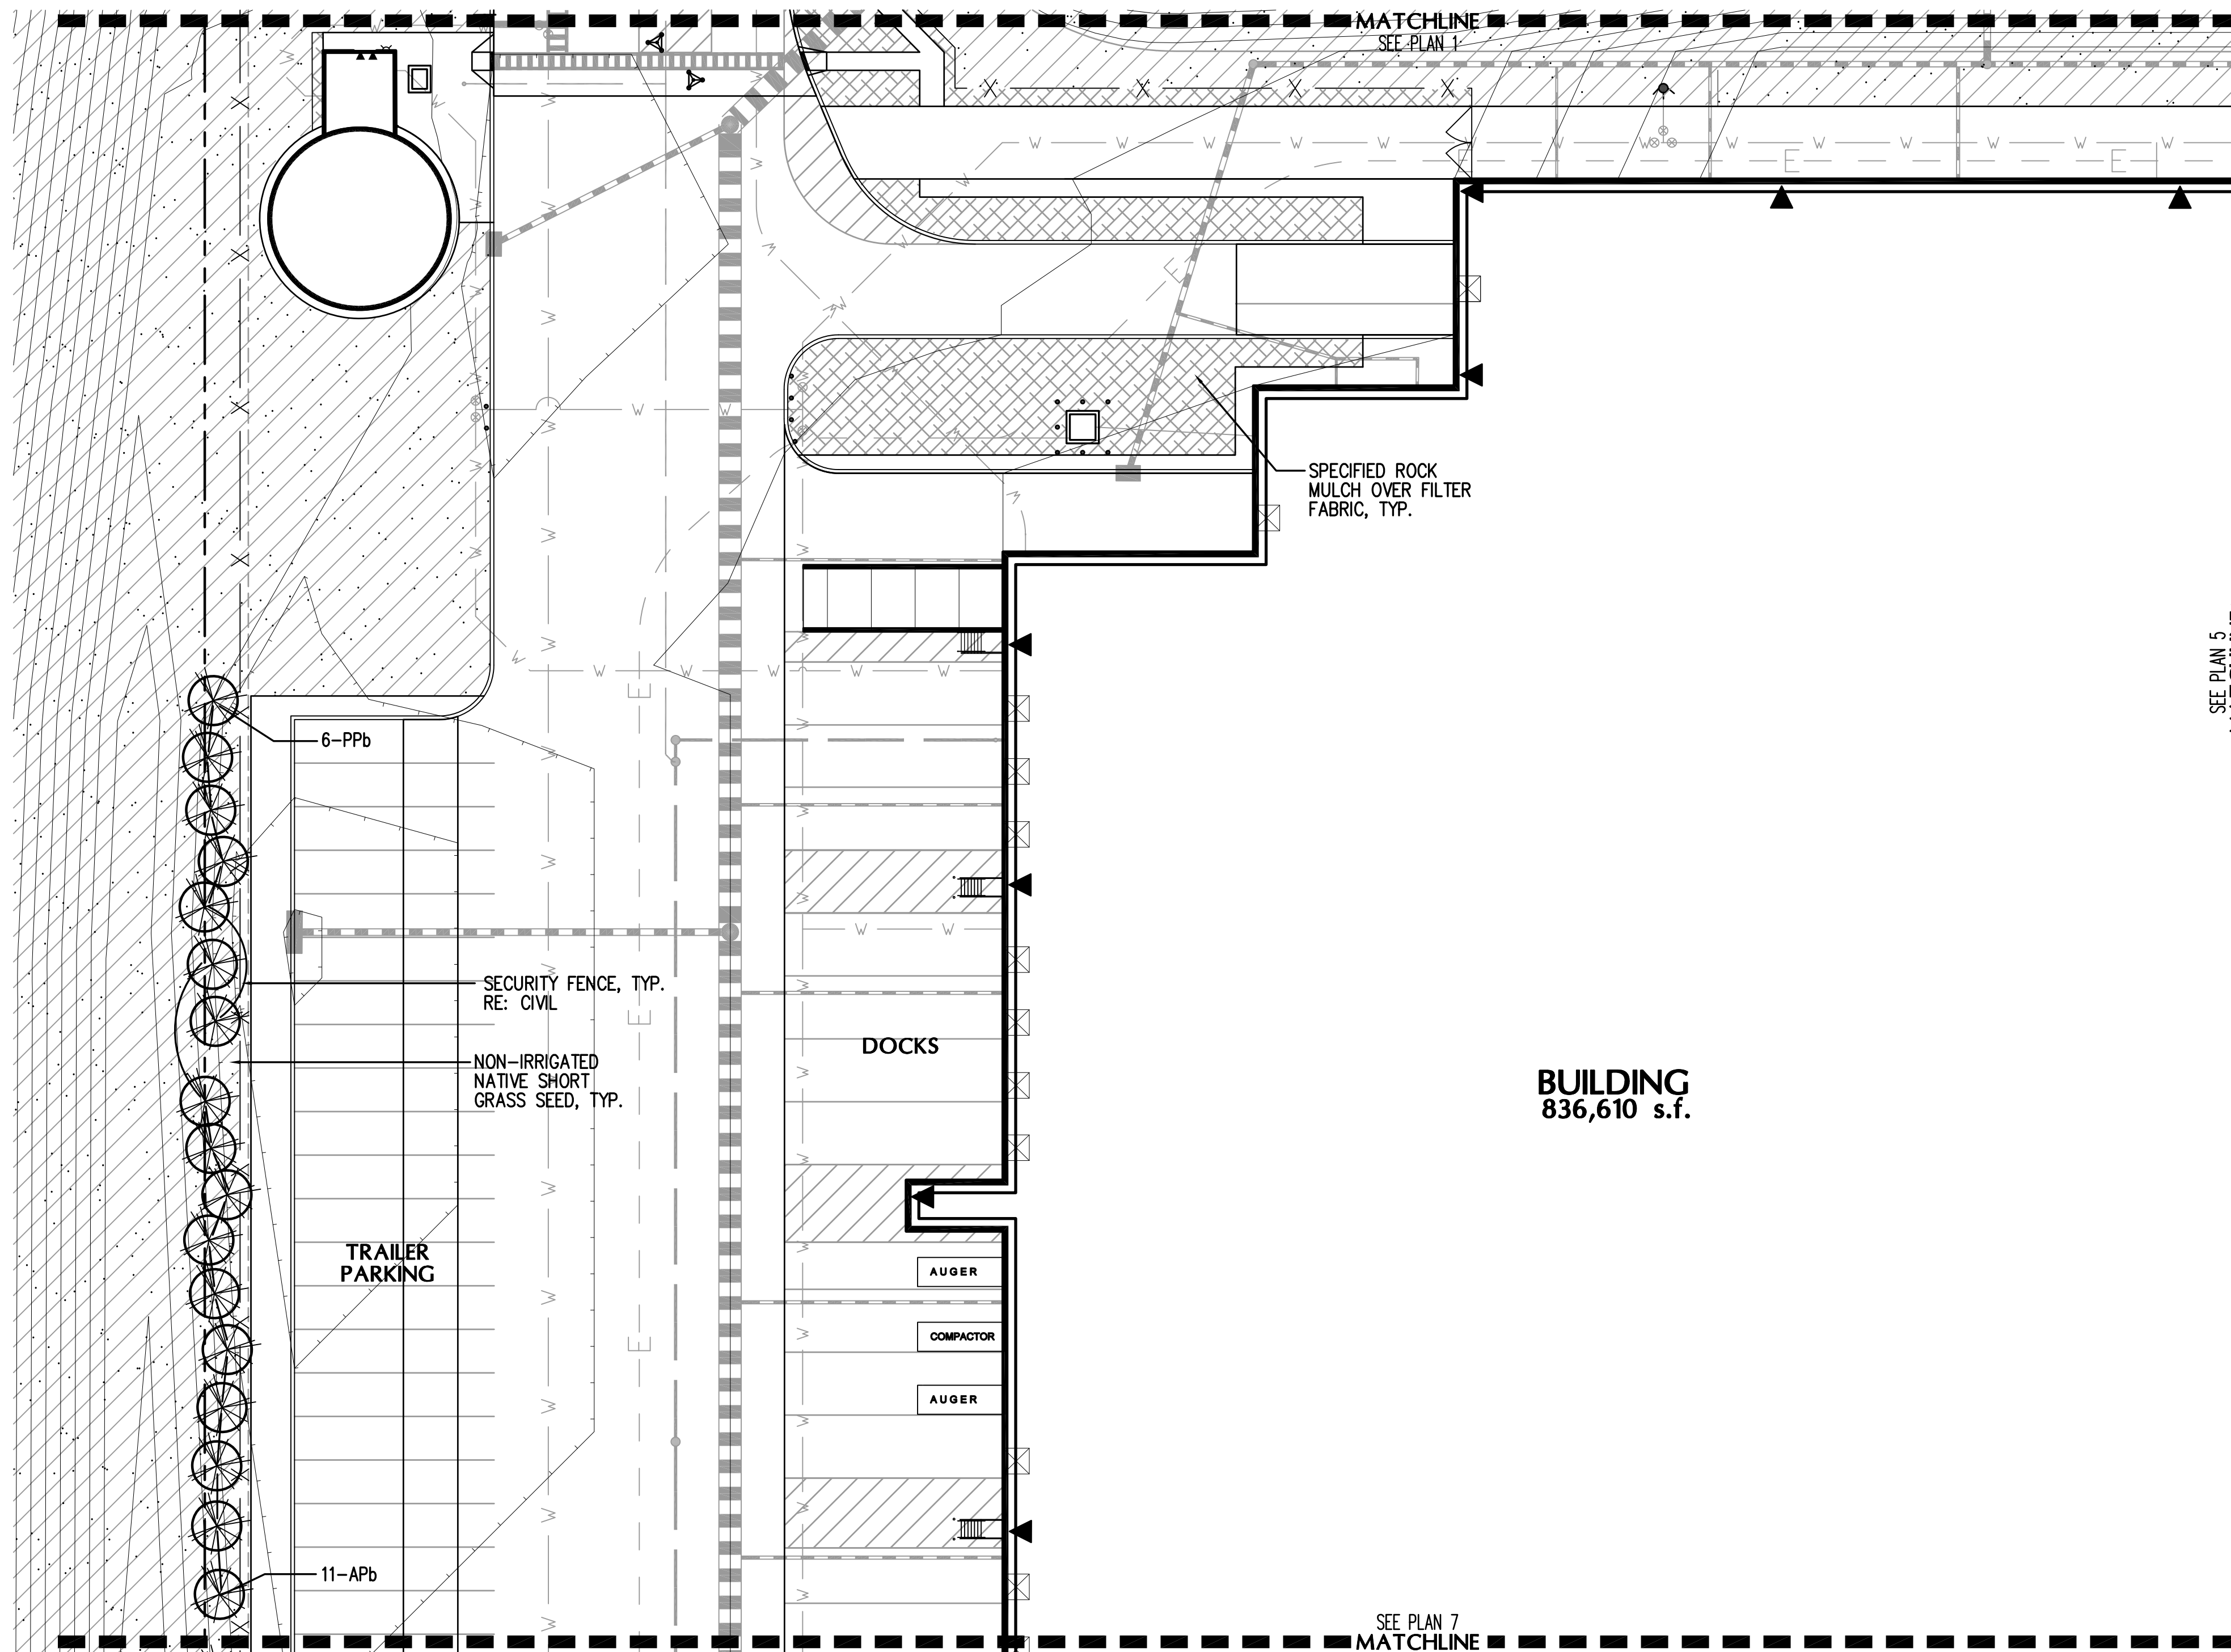 MATCHLINE
SEE PLAN 1
SPECIFIED ROCK
MULCH OVER FILTER
FABRIC, TYP.
SEE PLAN 5
6-PPb
SECURITY FENCE, TYP.
RE: CIVIL
NON-IRRIGATED
NATIVE SHORT
GRASS SEED, TYP.
DOCKS
BUILDING
836,610 s.f.
TRAILER
PARKING
AUGER
COMPACTOR
AUGER
11-APb
SEE PLAN 7
MATCHLINE